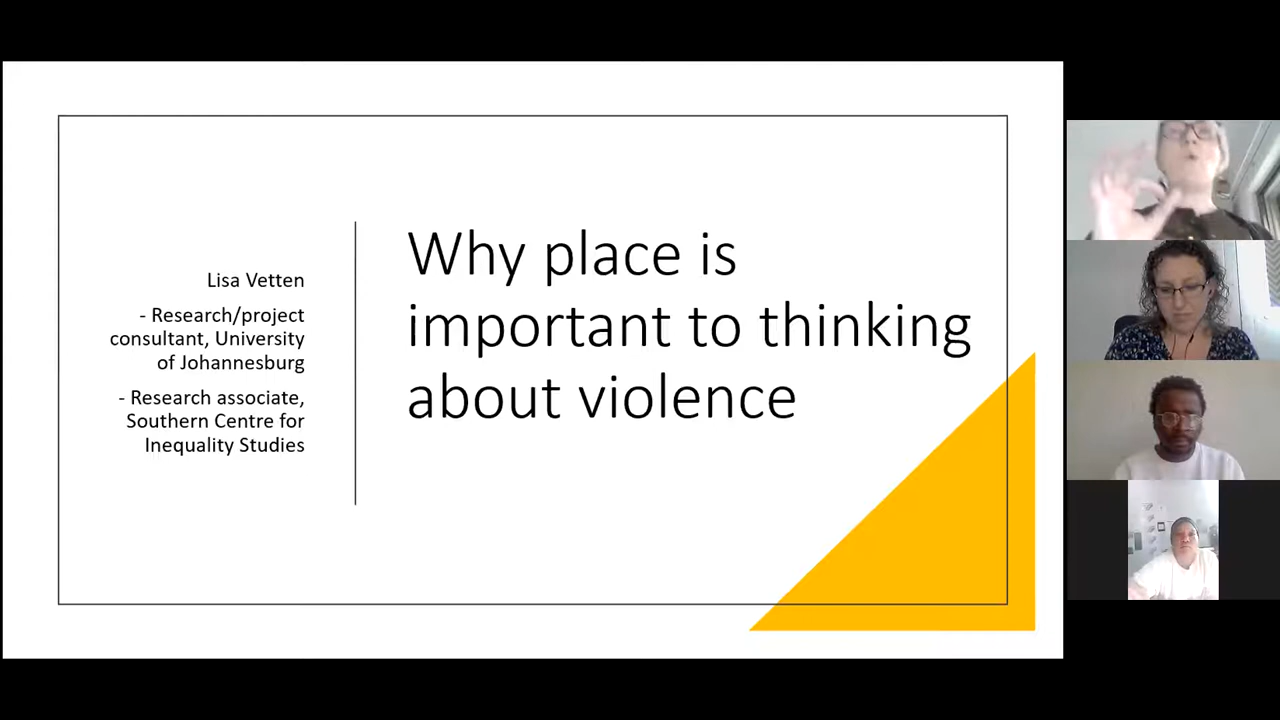 Lisa Vetten
- Research/project
consultant, University
of Johannesburg
- Research associate,
Southern Centre for
Inequality Studies
Why place is
important to thinking
about violence